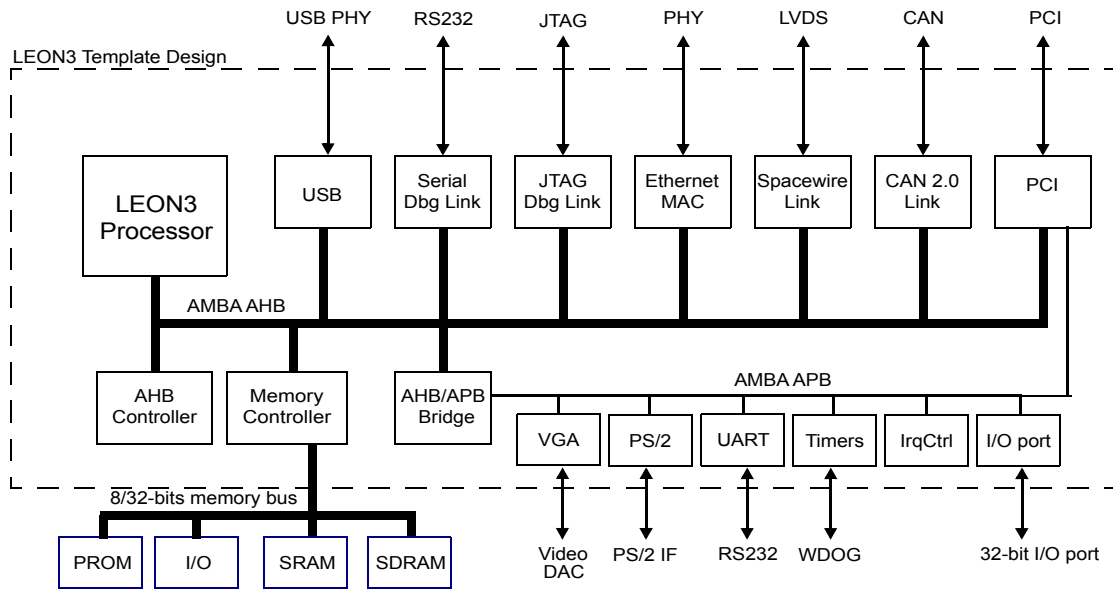 USB PHY RS232 JTAG PHY LVDS CAN PCI
LEON3 Template Design
LEON3
Processor
USB
Serial
Dbg Link
JTAG
Dbg Link
Ethernet
MAC
Spacewire
Link
CAN 2.0
Link
PCI
AMBA AHB
AHB
Controller
Memory
Controller
AHB/APB
Bridge
AMBA APB
VGA
PS/2
UART
Timers
IrqCtrl
I/O port
8/32-bits memory bus
PROM
I/O
SRAM
SDRAM
Video
DAC
PS/2 IF
RS232
WDOG
32-bit I/O port